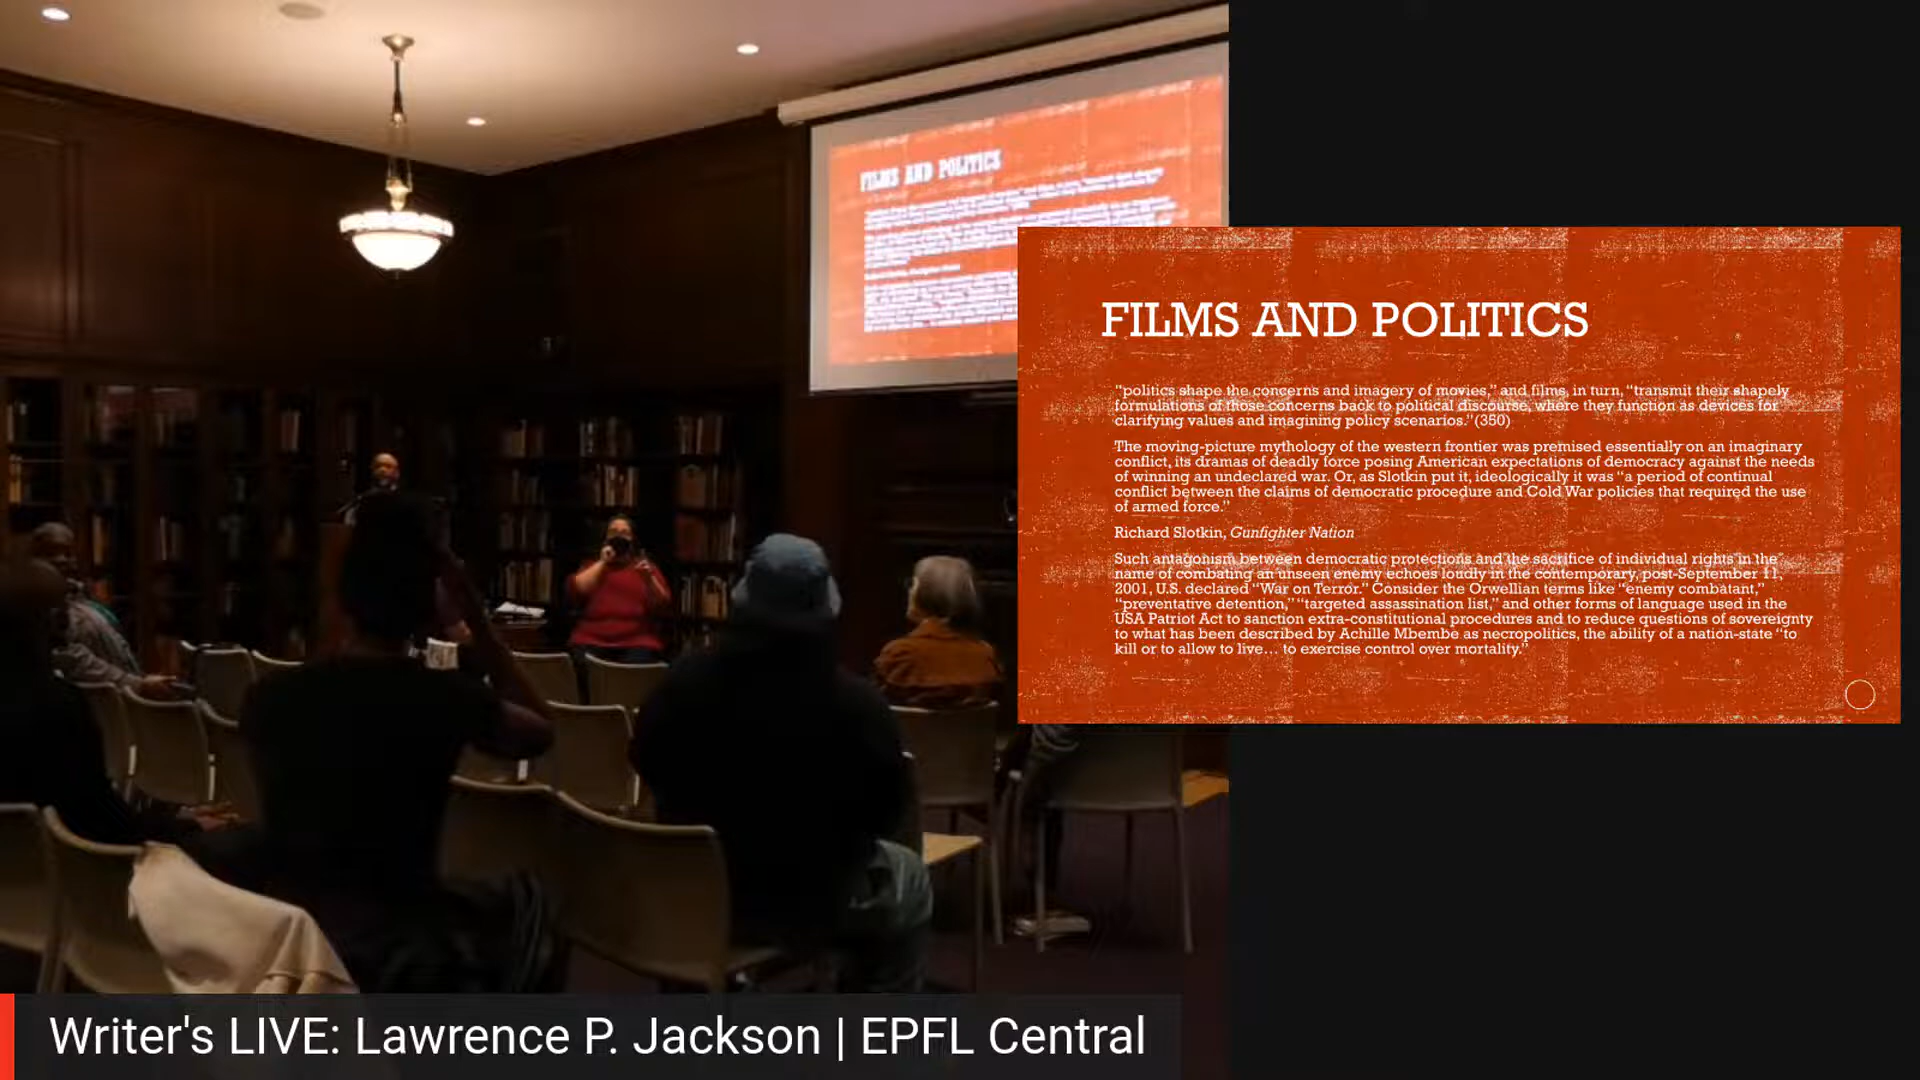 FILMS AND POLITICS
FILMS AND POLITICS
"politics shape the concerns and imagery of movies," and films, in turn, "transmit their shapely
formulations of those concerns back to political discourse, where they function as devices for
clarifying values and imagining policy scenarios."(350)
The moving-picture mythology of the western frontier was premised essentially on an imaginary
conflict, its dramas of deadly force posing American expectations of democracy against the needs
of winning an undeclared war. Or, as Slotkin put it, ideologically it was "a period of continual
conflict between the claims of democratic procedure and Cold War policies that required the use
of armed force."
Richard Slotkin, Gunfighter Nation
Such antagonism between democratic protections and the sacrifice of individual rights in the
name of combating an unseen enemy echoes loudly in the contemporary, post-September 11,
2001, U.S. declared "War on Terror." Consider the Orwellian terms like "enemy combatant,"
"preventative detention," "targeted assassination list," and other forms of language used in the
USA Patriot Act to sanction extra-constitutional procedures and to reduce questions of sovereignty
to what has been described by Achille Mbembe as necropolitics, the ability of a nation-state "to
kill or to allow to live… to exercise control over mortality."
Writer's LIVE: Lawrence P. Jackson | EPFL Central